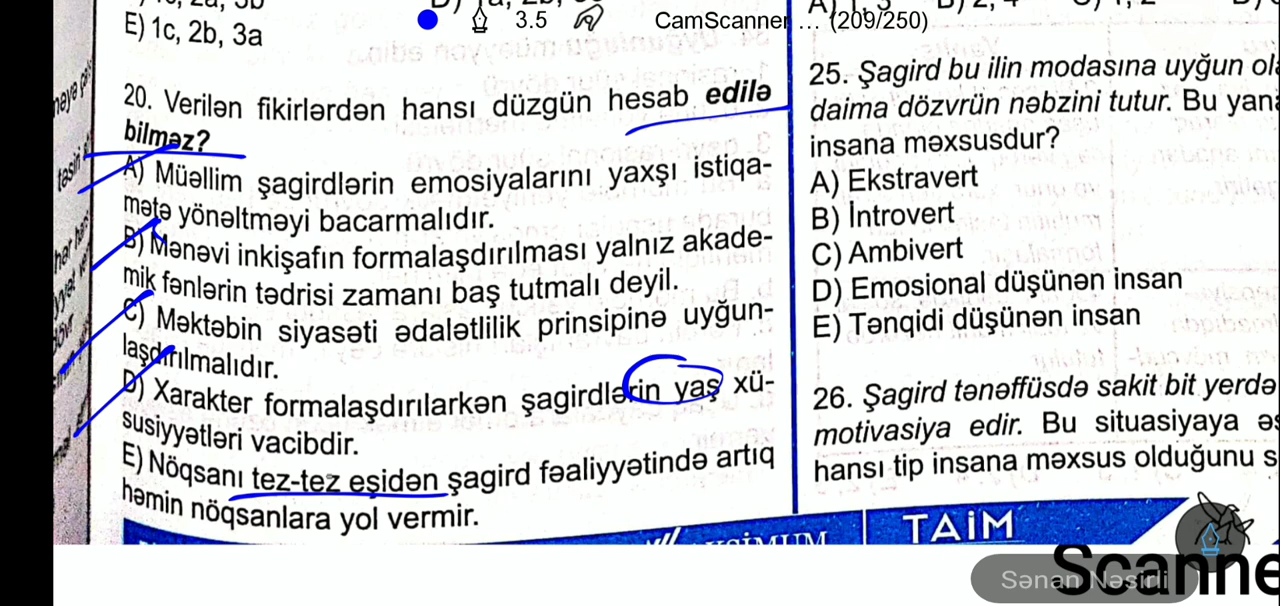 E) 1c, 2b, 3a
3.5
CamScanner ... (209/250)
20. Verilən fikirlərdən hansı düzgün hesab edilə
bilməz?
A) Müəllim şagirdlərin emosiyalarını yaxşı istiqa-
mətə yönəltməyi bacarmalıdır.
B) Mənəvi inkişafın formalaşdırılması yalnız akade-
mik fənlərin tədrisi zamanı baş tutmalı deyil.
C) Məktəbin siyasəti ədalətlilik prinsipinə uyğun-
laşdırılmalıdır.
D) Xarakter formalaşdırılarkən şagirdlərin yaş xü-
susiyyətləri vacibdir.
E) Nöqsanı tez-tez eşidən şagird fəaliyyətində artıq
həmin nöqsanlara yol vermir.
25. Şagird bu ilin modasına uyğun
daima dözvrün nəbzini tutur. Bu
insana məxsusdur?
A) Ekstravert
B) İntrovert
C) Ambivert
D) Emosional düşünən insan
E) Tənqidi düşünən insan
26. Şagird tənəffüsdə sakit bit yerdə
motivasiya edir. Bu situasiyaya
hansı tip insana məxsus olduğunu
TAİM
Scanne
Sənan Nəsirli